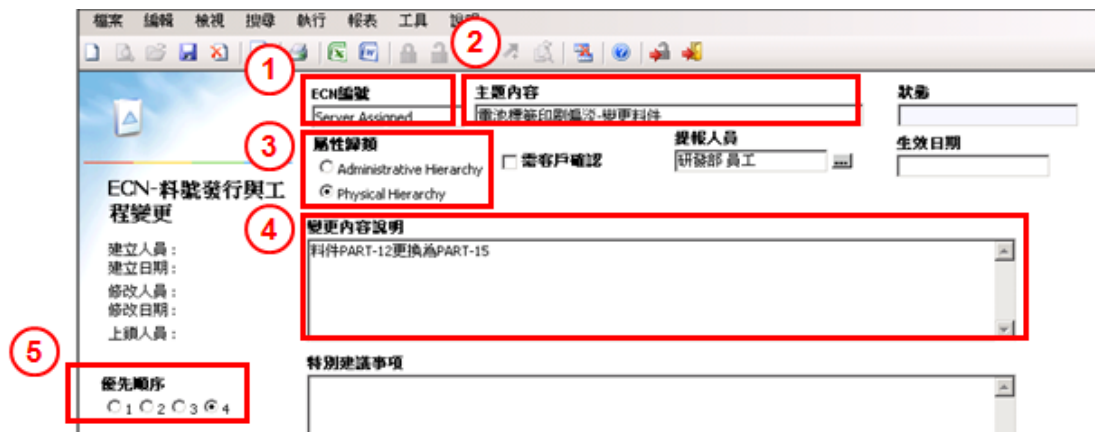 檔案 編輯 檢視 搜尋 執行 報表 工具 說明
①
②
ECN編號
主題內容
狀態
Server Assigned
電池標籤印刷偏淡-變更料件
③
屬性歸類
Administrative Hierarchy
Physical Hierarchy
需客戶確認
提報人員
研發部 員工
...
生效日期
ECN-料號發行與工
程變更
④
變更內容說明
料件PART-12更換為PART-15
建立人員：
建立日期：
修改人員：
修改日期：
上鎖人員：
⑤
優先順序
1 2 3 4
特別建議事項